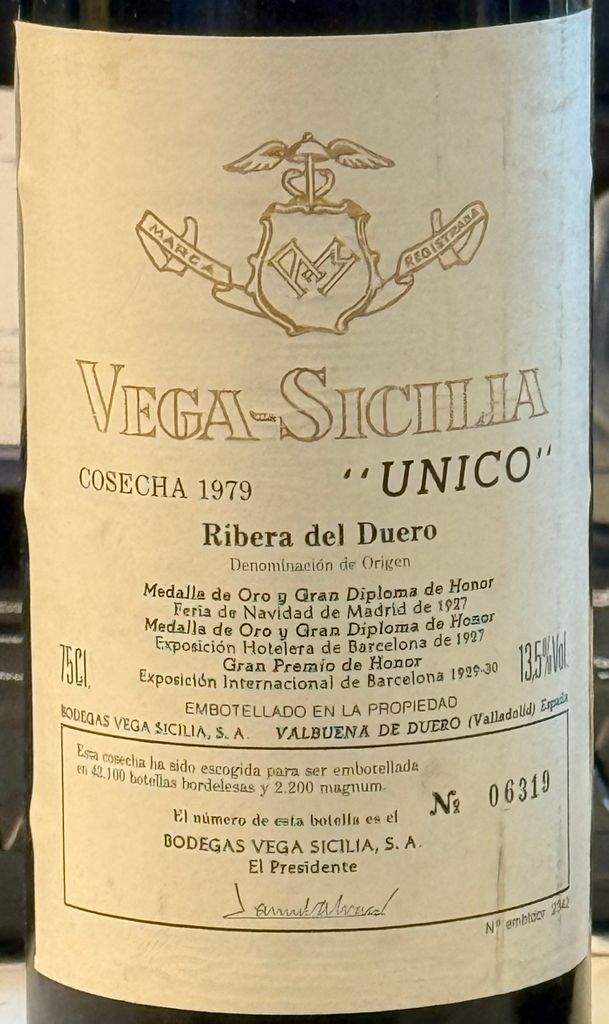 MARCA
REGISTRADA
VEGA-SICILIA
COSECHA 1979
"UNICO"
Ribera del Duero
Denominación de Origen
Medalla de Oro y Gran Diploma de Honor
Feria de Navidad de Madrid de 1927
Medalla de Oro y Gran Diploma de Honor
Exposición Hotelera de Barcelona de 1927
Gran Premio de Honor
Exposición Internacional de Barcelona 1929-30
75Cl.
13,5%Vol.
EMBOTELLADO EN LA PROPIEDAD
BODEGAS VEGA SICILIA, S. A. VALBUENA DE DUERO (Valladolid) España
Esta cosecha ha sido escogida para ser embotellada
en 42.100 botellas bordelesas y 2.200 magnum.
Nº 06319
El número de esta botella es el
BODEGAS VEGA SICILIA, S. A.
El Presidente
Nº embtdor 2342